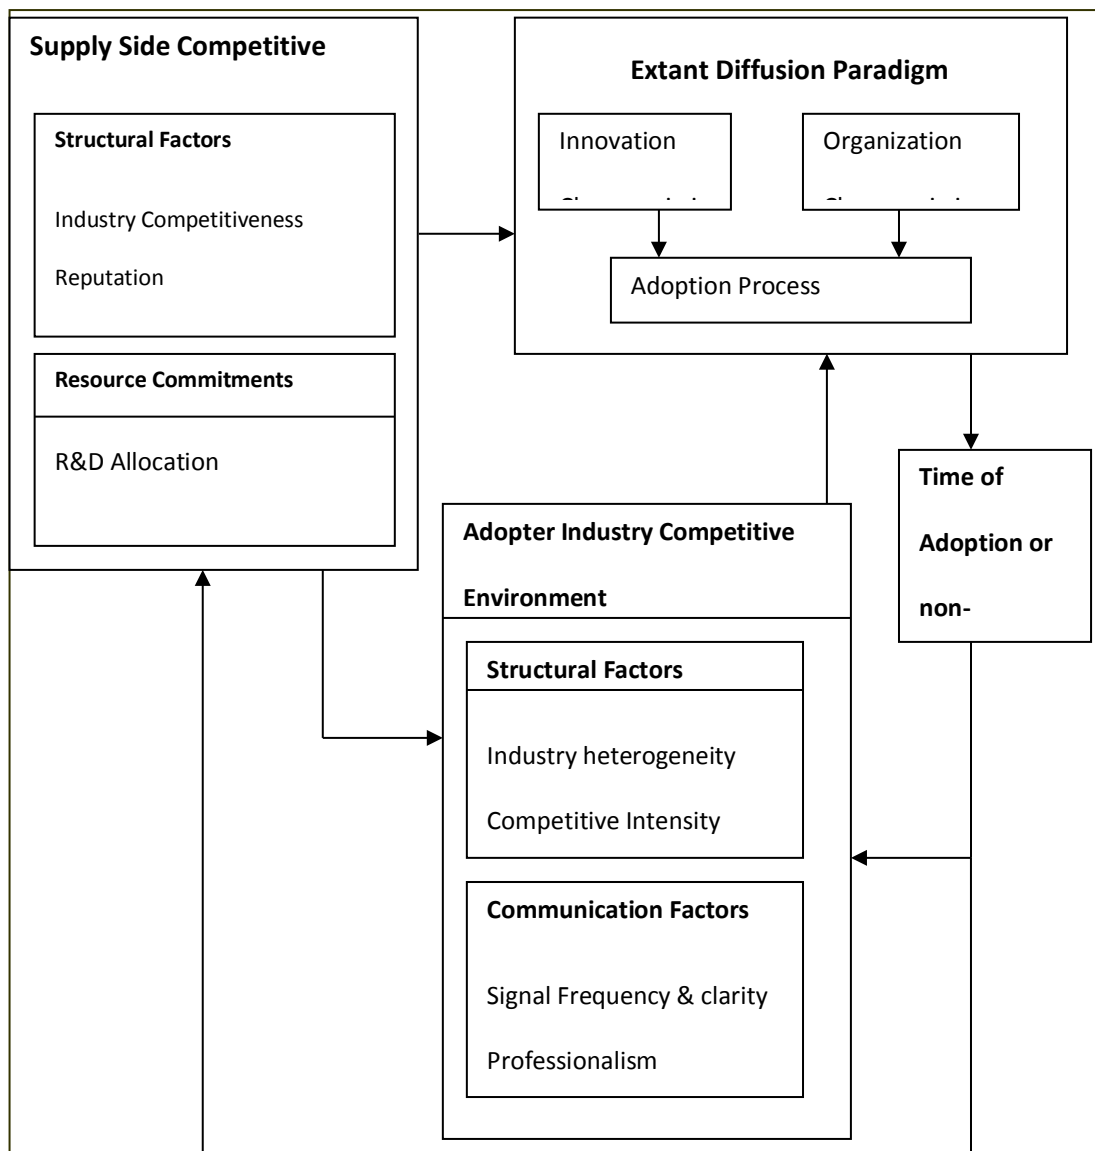 Supply Side Competitive
Structural Factors
Industry Competitiveness
Reputation
Resource Commitments
R&D Allocation
Extant Diffusion Paradigm
Innovation
Organization
Adoption Process
Time of
Adoption or
non-
Adopter Industry Competitive
Environment
Structural Factors
Industry heterogeneity
Competitive Intensity
Communication Factors
Signal Frequency & clarity
Professionalism